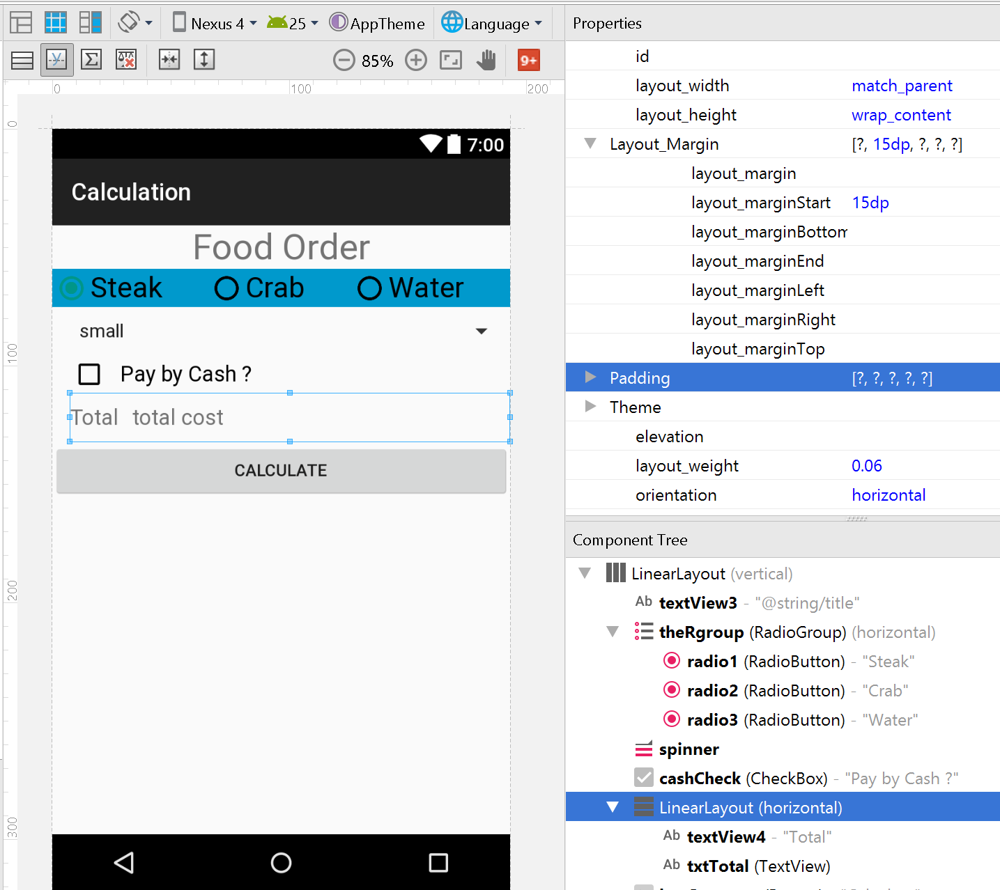 Nexus 4 25 AppTheme Language
85% 9+
0 100 200
0
100
200
300
7:00
Calculation
Food Order
Steak Crab Water
small
Pay by Cash ?
Total total cost
CALCULATE
Properties
id
layout_width match_parent
layout_height wrap_content
Layout_Margin [?, 15dp, ?, ?, ?]
layout_margin
layout_marginStart 15dp
layout_marginBottom
layout_marginEnd
layout_marginLeft
layout_marginRight
layout_marginTop
Padding [?, ?, ?, ?, ?]
Theme
elevation
layout_weight 0.06
orientation horizontal
Component Tree
LinearLayout (vertical)
Ab textView3 - "@string/title"
theRgroup (RadioGroup) (horizontal)
radio1 (RadioButton) - "Steak"
radio2 (RadioButton) - "Crab"
radio3 (RadioButton) - "Water"
spinner
cashCheck (CheckBox) - "Pay by Cash ?"
LinearLayout (horizontal)
Ab textView4 - "Total"
Ab txtTotal (TextView)